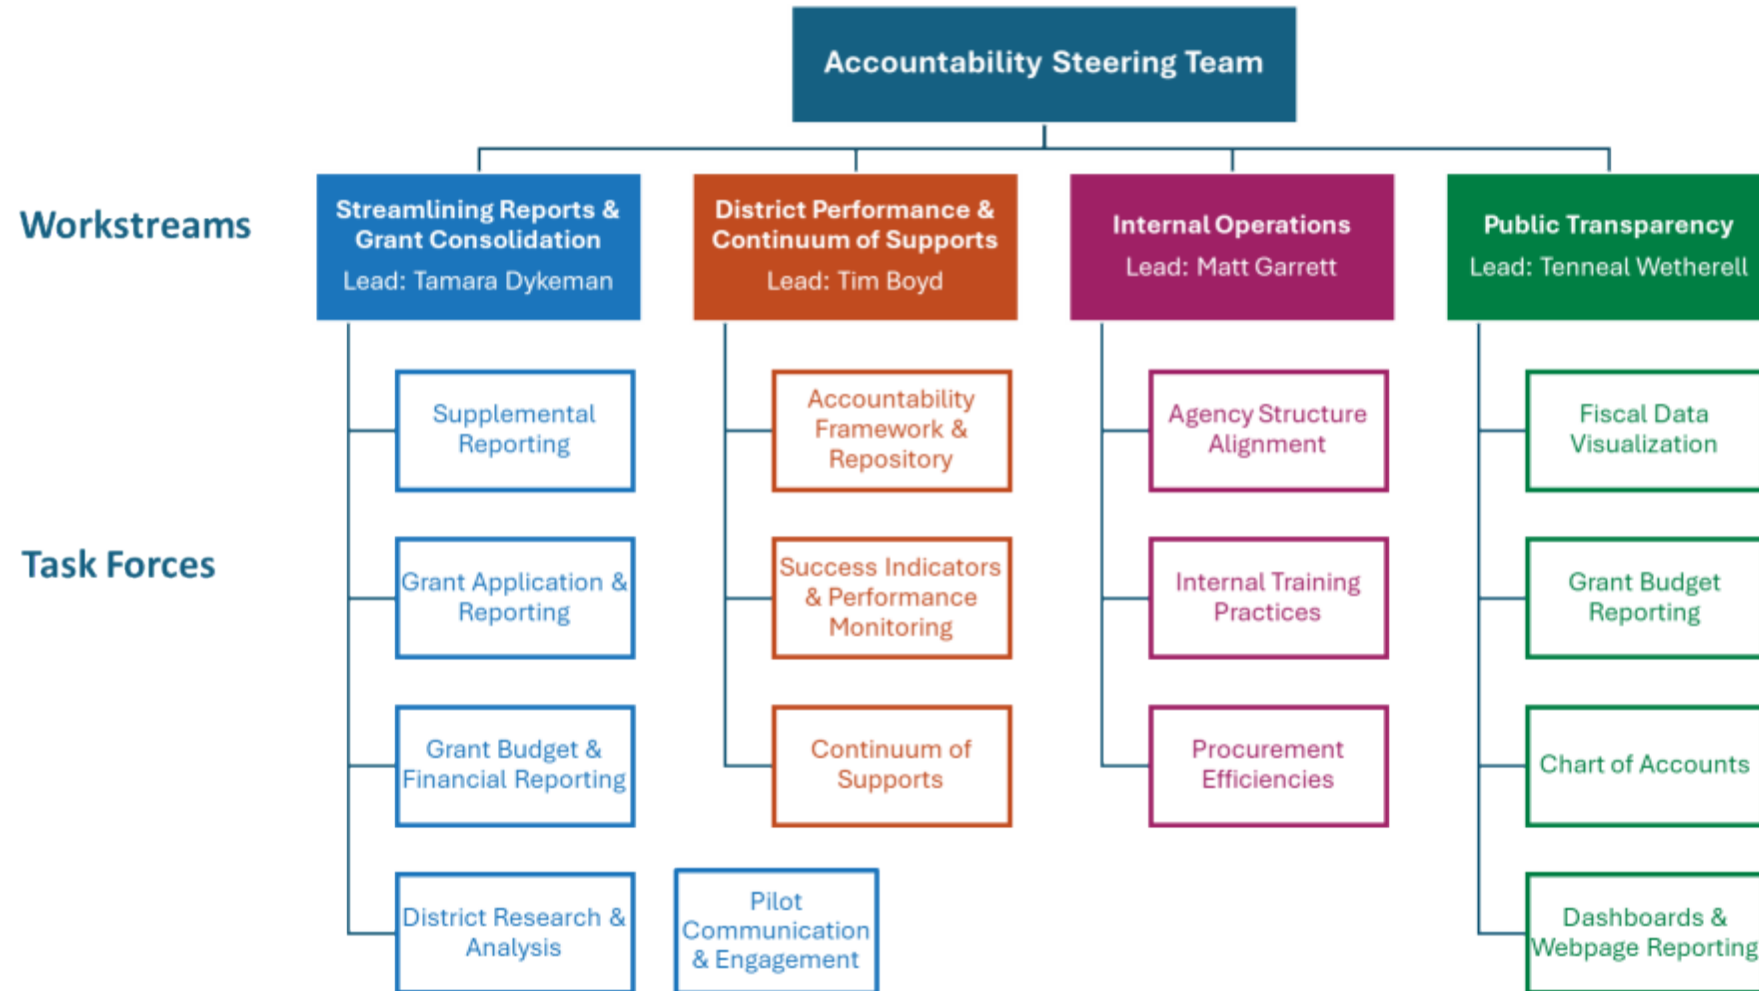 Accountability Steering Team
Workstreams
Streamlining Reports &
Grant Consolidation
Lead: Tamara Dykeman
District Performance &
Continuum of Supports
Lead: Tim Boyd
Internal Operations
Lead: Matt Garrett
Public Transparency
Lead: Tenneal Wetherell
Task Forces
Supplemental
Reporting
Grant Application &
Reporting
Grant Budget &
Financial Reporting
District Research &
Analysis
Pilot
Communication
& Engagement
Accountability
Framework &
Repository
Success Indicators
& Performance
Monitoring
Continuum of
Supports
Agency Structure
Alignment
Internal Training
Practices
Procurement
Efficiencies
Fiscal Data
Visualization
Grant Budget
Reporting
Chart of Accounts
Dashboards &
Webpage Reporting